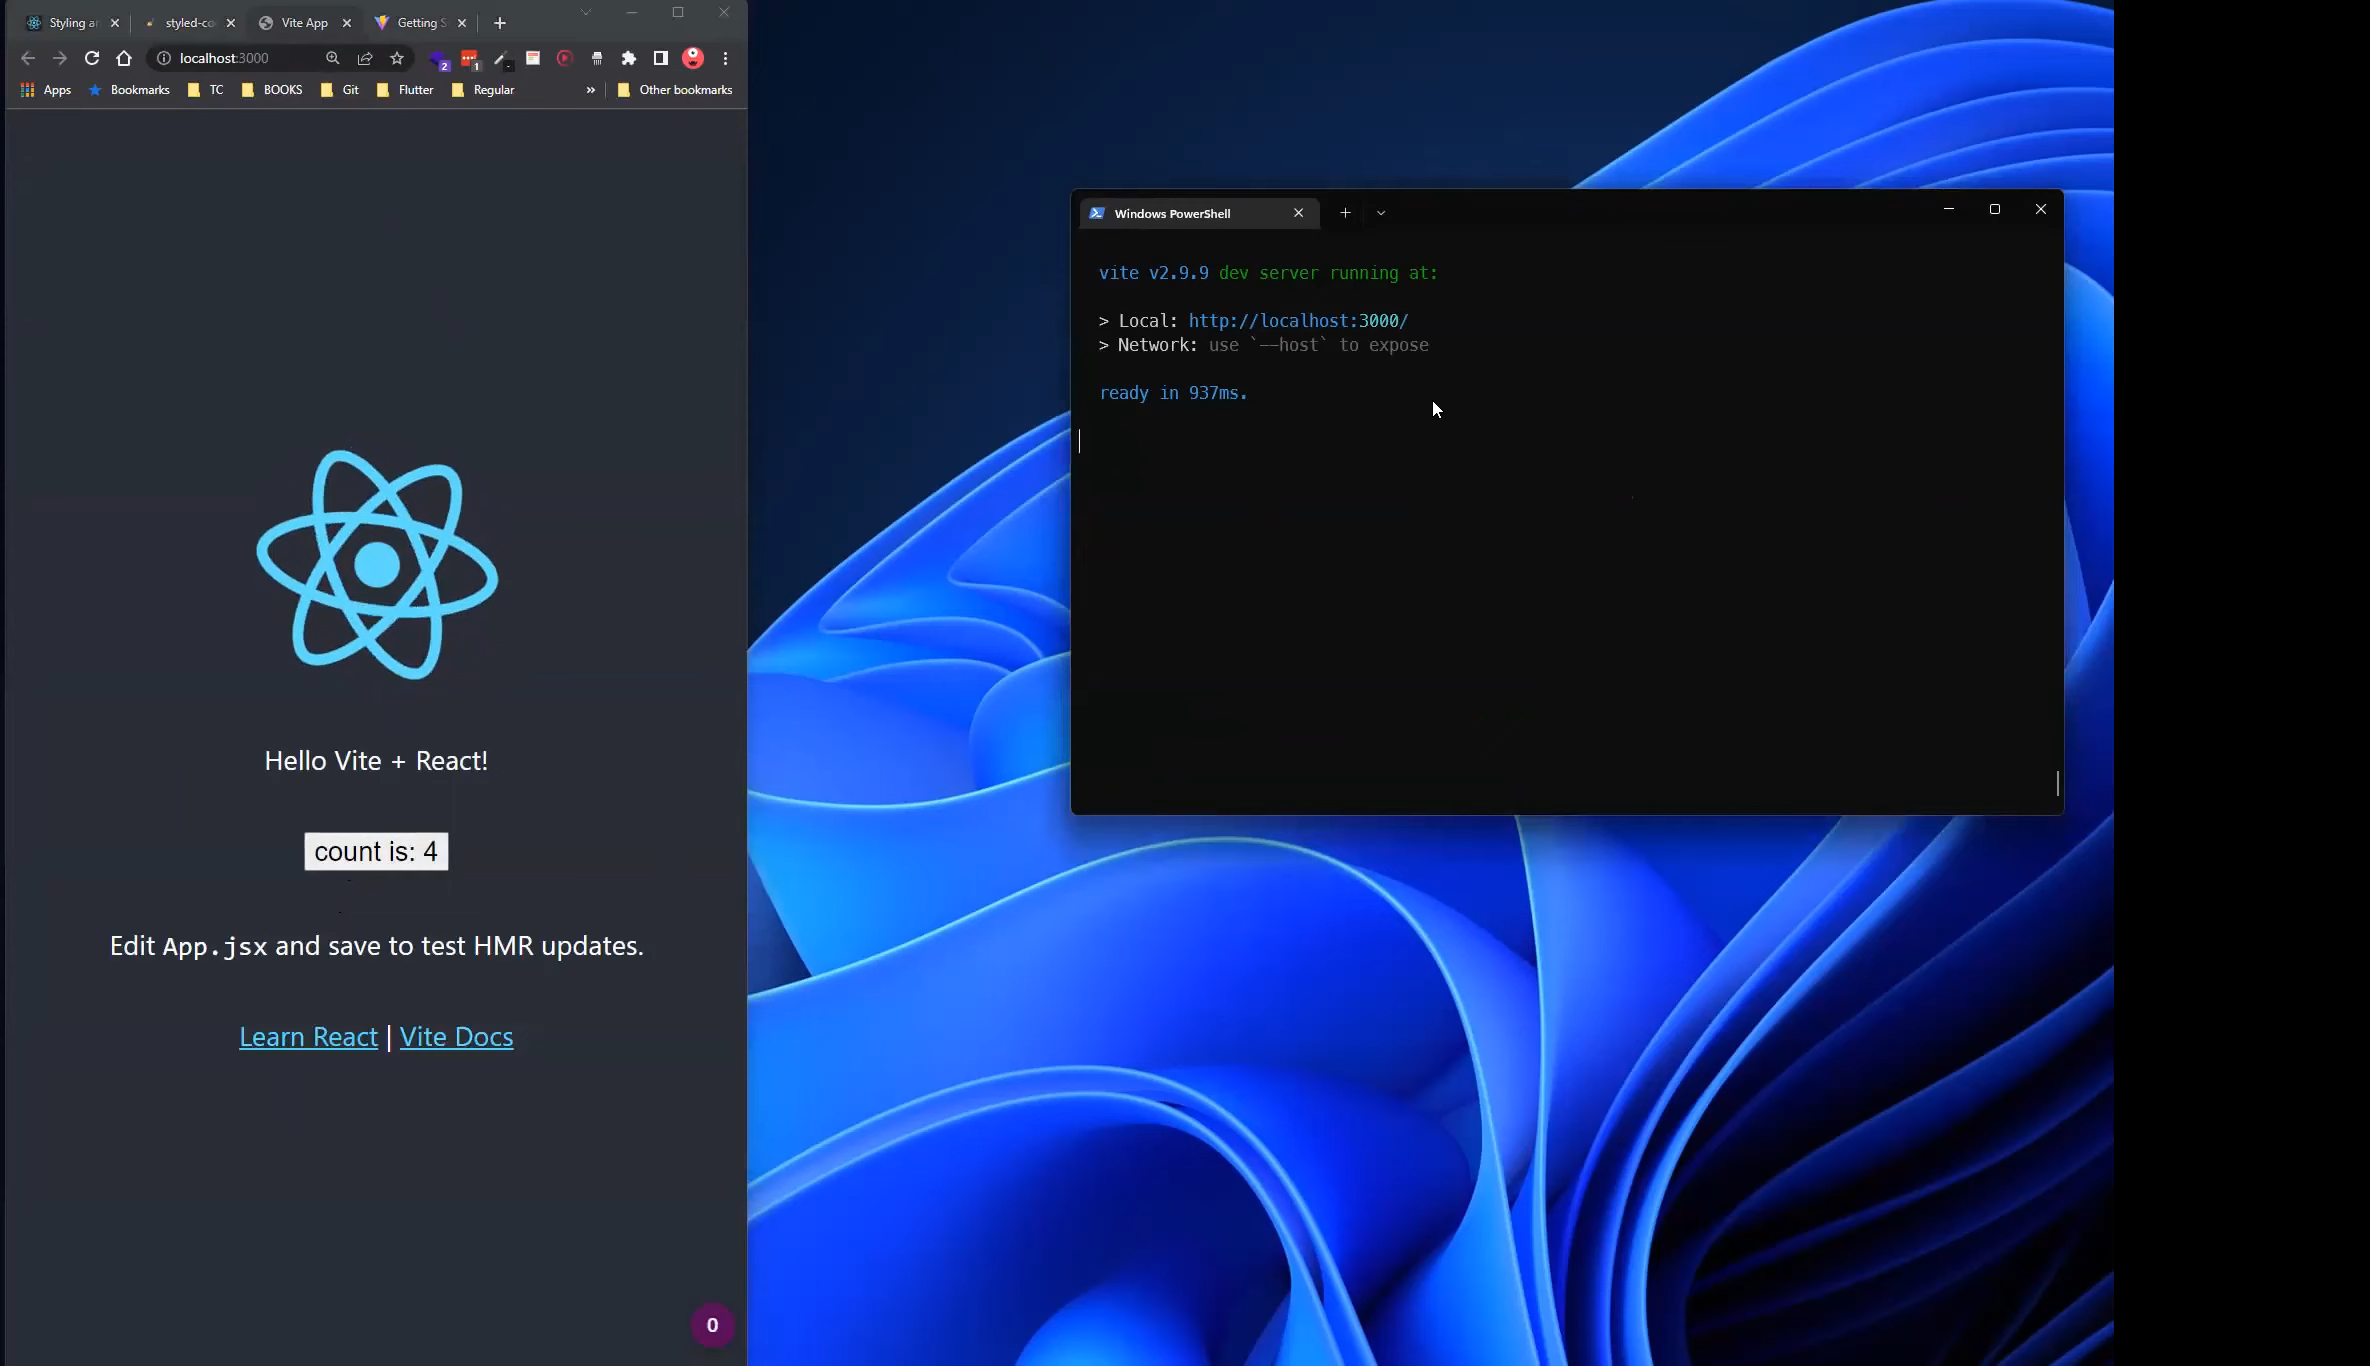 Styling a
styled-co
Vite App
Getting S
localhost:3000
2
1
Apps
Bookmarks
TC
BOOKS
Git
Flutter
Regular
»
Other bookmarks
Hello Vite + React!
count is: 4
Edit App.jsx and save to test HMR updates.
Learn React | Vite Docs
0
Windows PowerShell
vite v2.9.9 dev server running at:
> Local: http://localhost:3000/
> Network: use `--host` to expose
ready in 937ms.